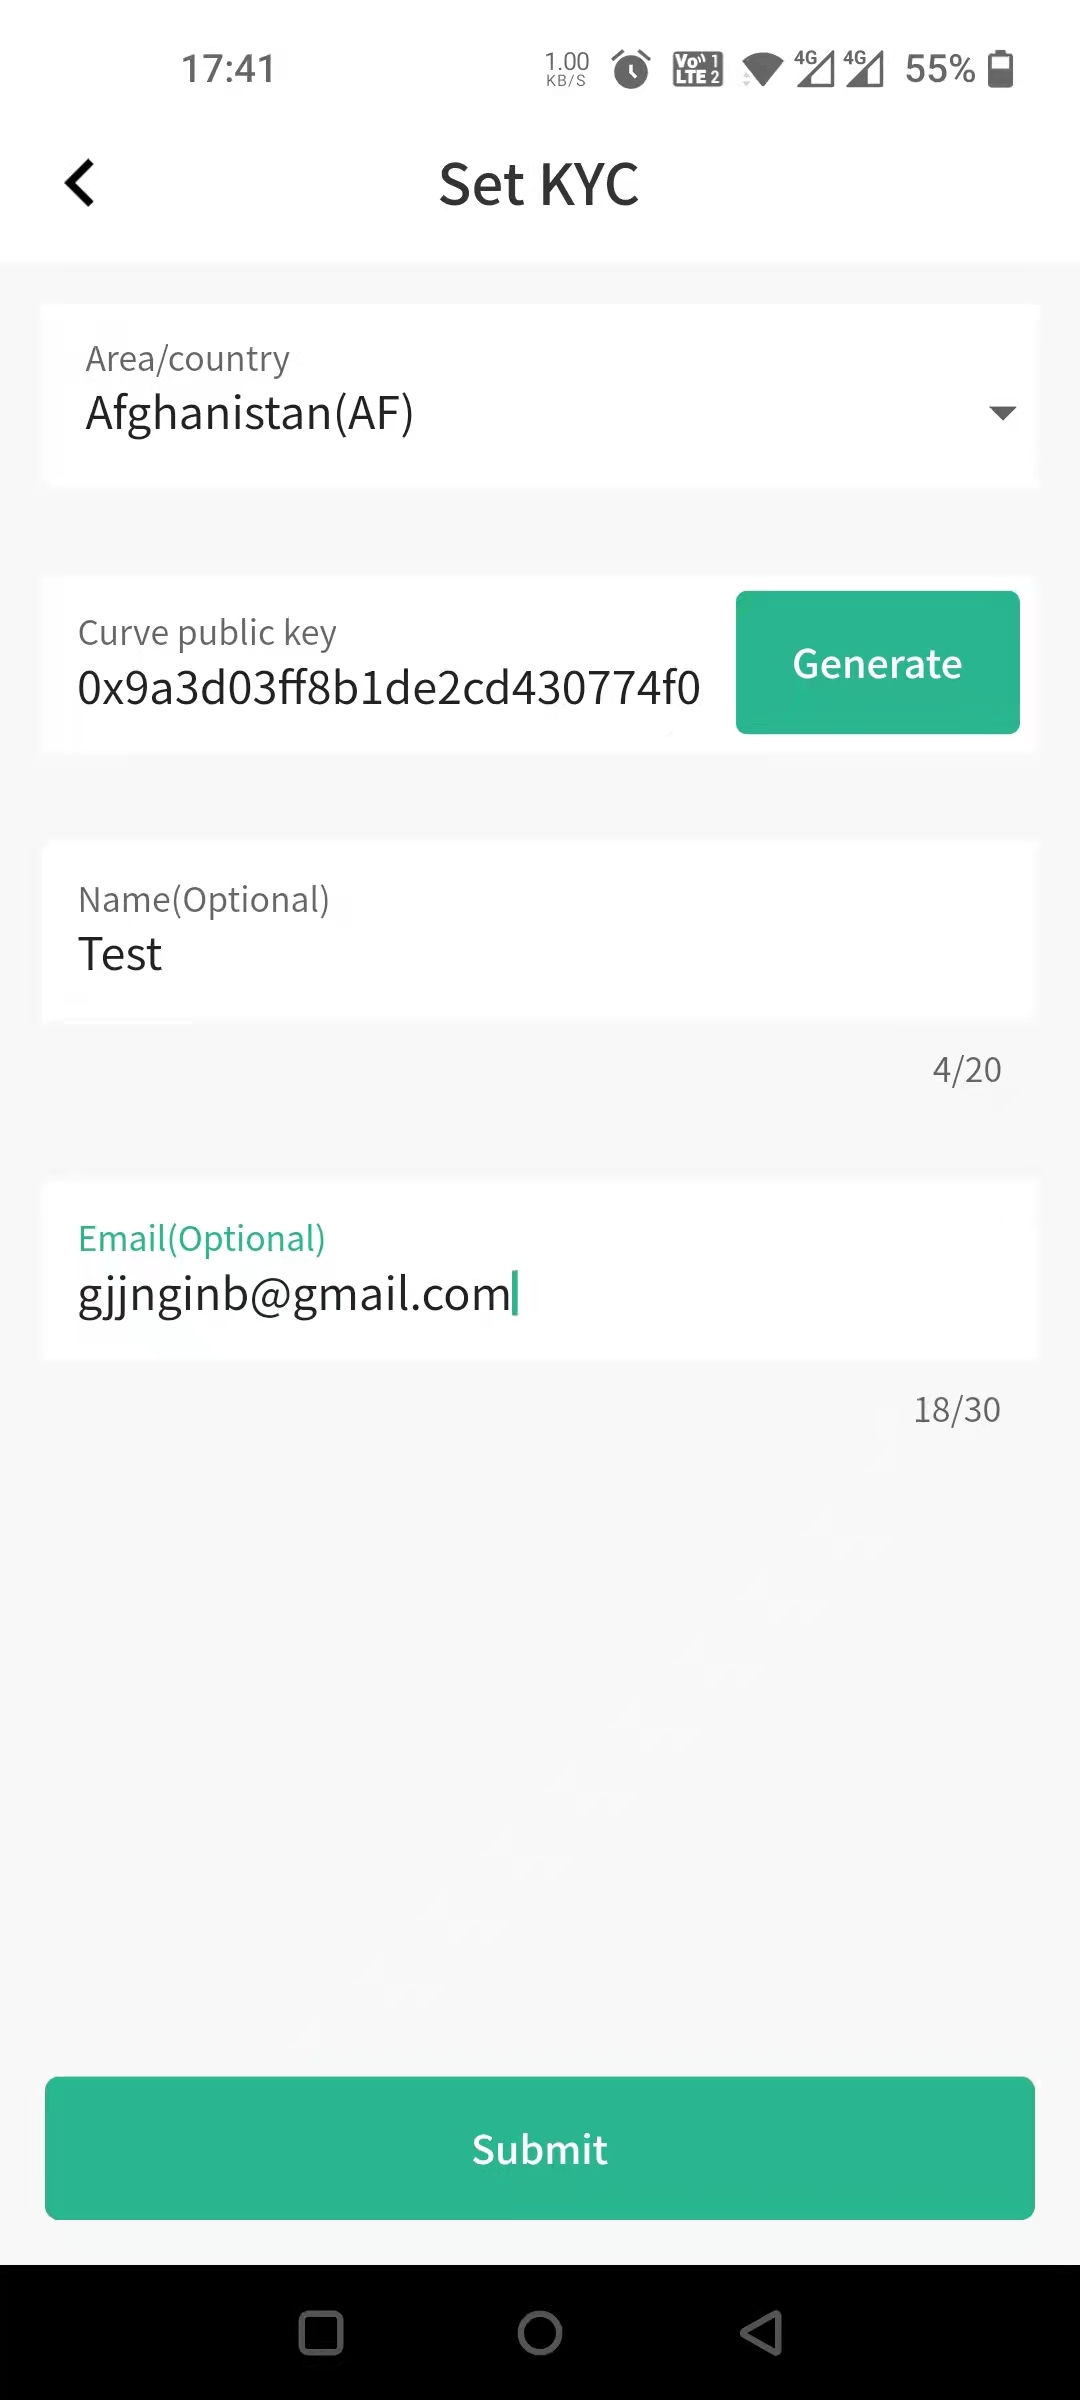 17:41 1.00 KB/S Vo)) 1 LTE 2 4G 4G 55%
Set KYC
Area/country
Afghanistan(AF)
Curve public key
0x9a3d03ff8b1de2cd430774f0
Generate
Name(Optional)
Test
4/20
Email(Optional)
gjjnginb@gmail.com
18/30
Submit